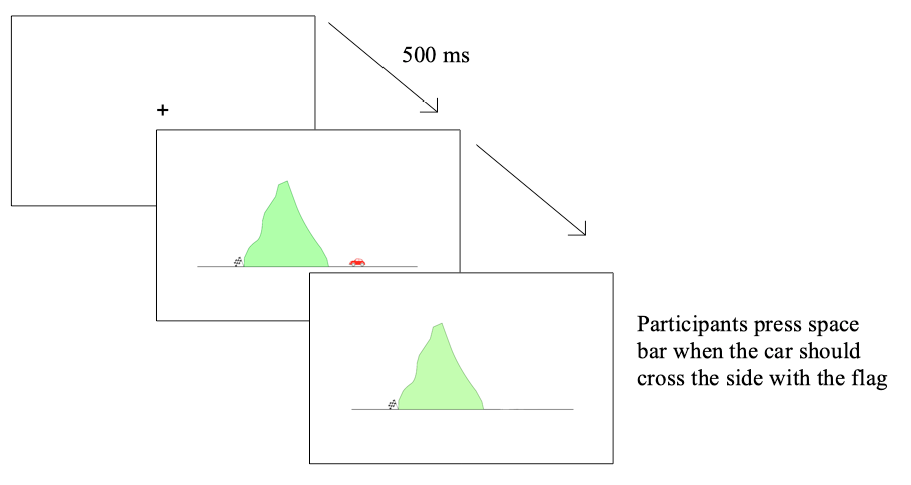 500 ms
+
Participants press space
bar when the car should
cross the side with the flag